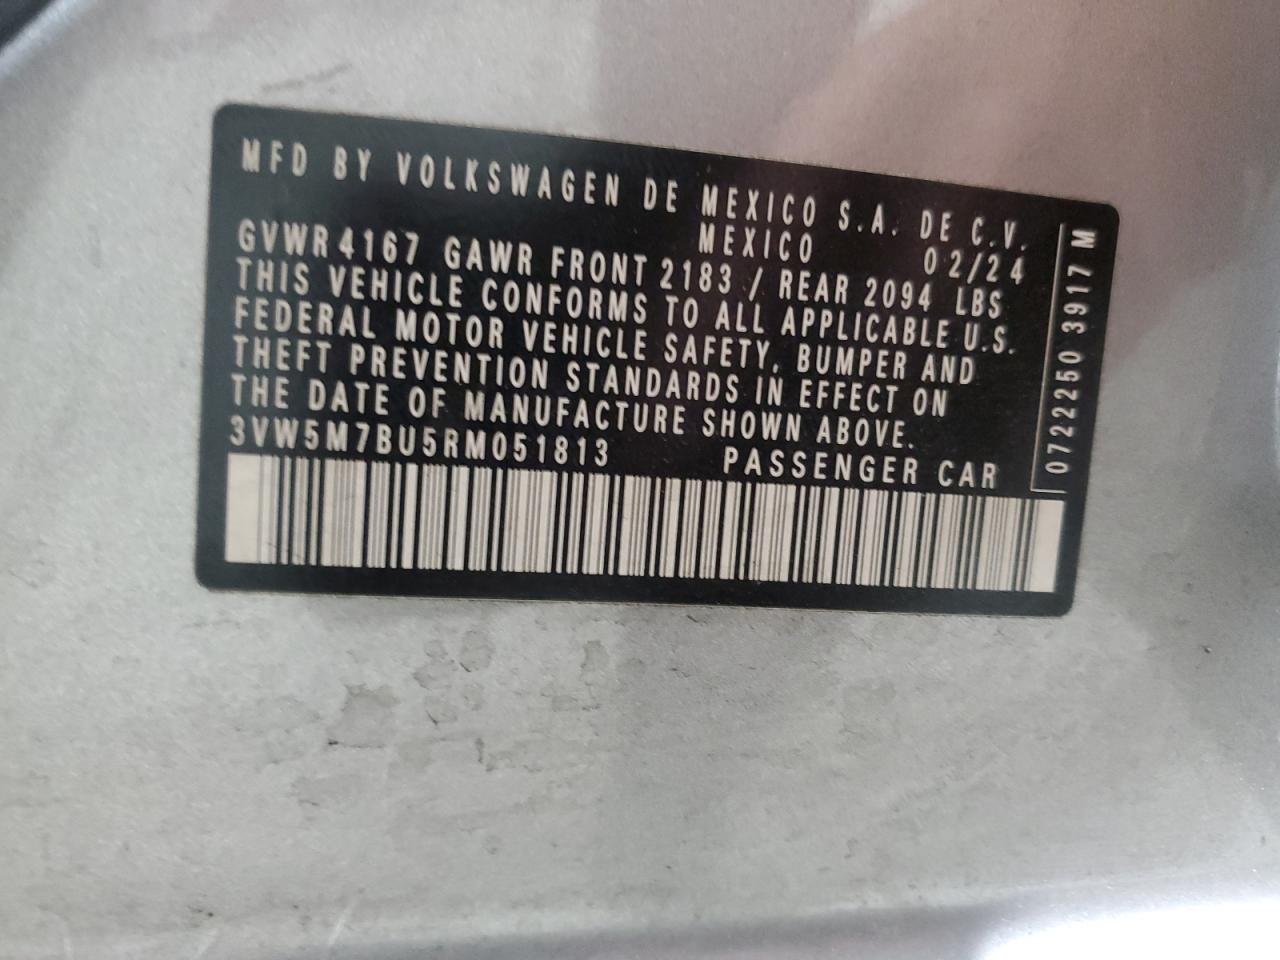 MFD BY VOLKSWAGEN DE MEXICO S.A. DE C.V.
MEXICO 02/24
GVWR 4167 GAWR FRONT 2183 / REAR 2094 LBS
THIS VEHICLE CONFORMS TO ALL APPLICABLE U.S.
FEDERAL MOTOR VEHICLE SAFETY, BUMPER AND
THEFT PREVENTION STANDARDS IN EFFECT ON
THE DATE OF MANUFACTURE SHOWN ABOVE.
3VW5M7BU5RM051813 PASSENGER CAR
0722250 3917 M